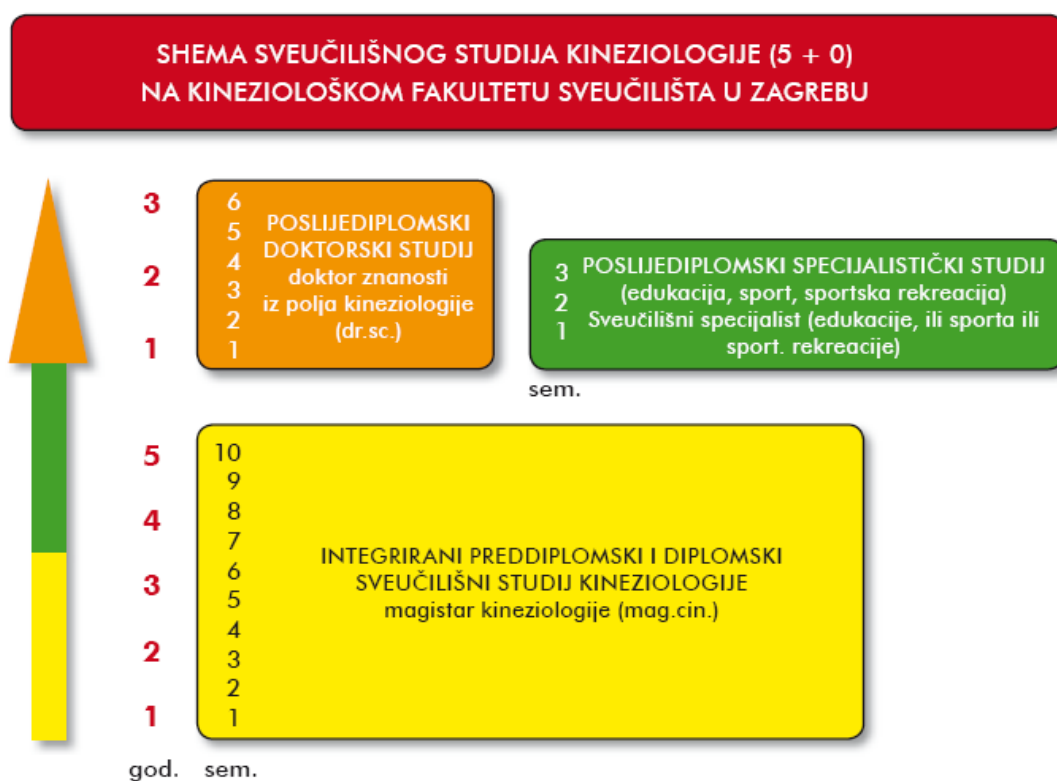 SHEMA SVEUČILIŠNOG STUDIJA KINEZIOLOGIJE (5 + 0)
NA KINEZIOLOŠKOM FAKULTETU SVEUČILIŠTA U ZAGREBU
3
2
1
6
5
4
3
2
1
POSLIJEDIPLOMSKI
DOKTORSKI STUDIJ
doktor znanosti
iz polja kineziologije
(dr.sc.)
3
2
1
POSLIJEDIPLOMSKI SPECIJALISTIČKI STUDIJ
(edukacija, sport, sportska rekreacija)
Sveučilišni specijalist (edukacije, ili sporta ili
sport. rekreacije)
sem.
5
4
3
2
1
10
9
8
7
6
5
4
3
2
1
INTEGRIRANI PREDDIPLOMSKI I DIPLOMSKI
SVEUČILIŠNI STUDIJ KINEZIOLOGIJE
magistar kineziologije (mag.cin.)
god. sem.